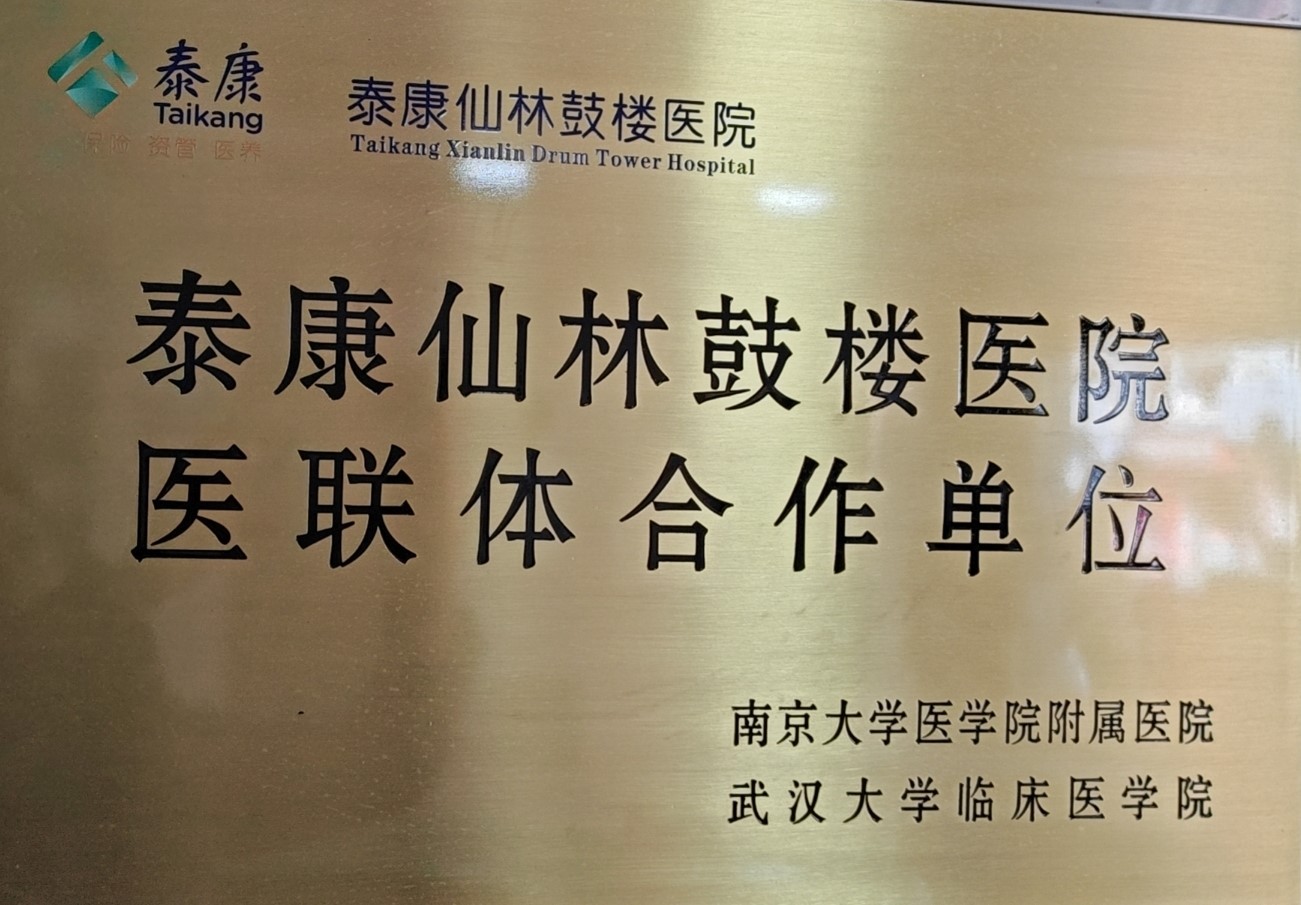 泰康
Taikang
保险 资管 医养
泰康仙林鼓楼医院
Taikang Xianlin Drum Tower Hospital
泰康仙林鼓楼医院
医联体合作单位
南京大学医学院附属医院
武汉大学临床医学院